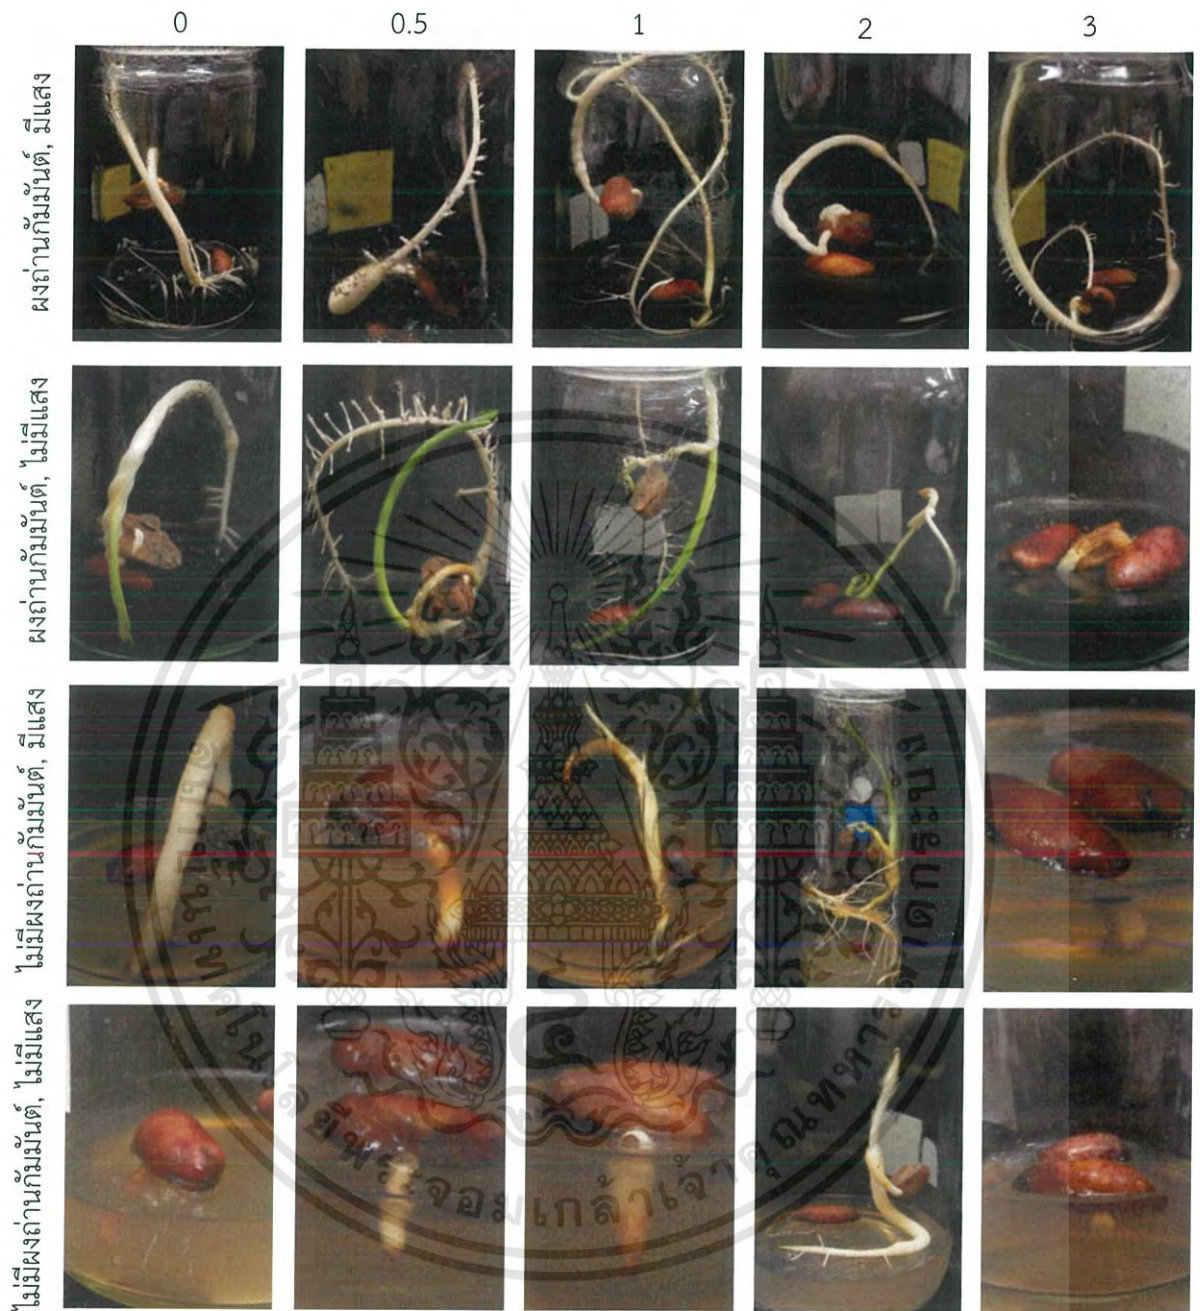 0 0.5 1 2 3
ผงถ่านกัมมันต์, มีแสง
ผงถ่านกัมมันต์, ไม่มีแสง
ไม่มีผงถ่านกัมมันต์, มีแสง
ไม่มีผงถ่านกัมมันต์, ไม่มีแสง